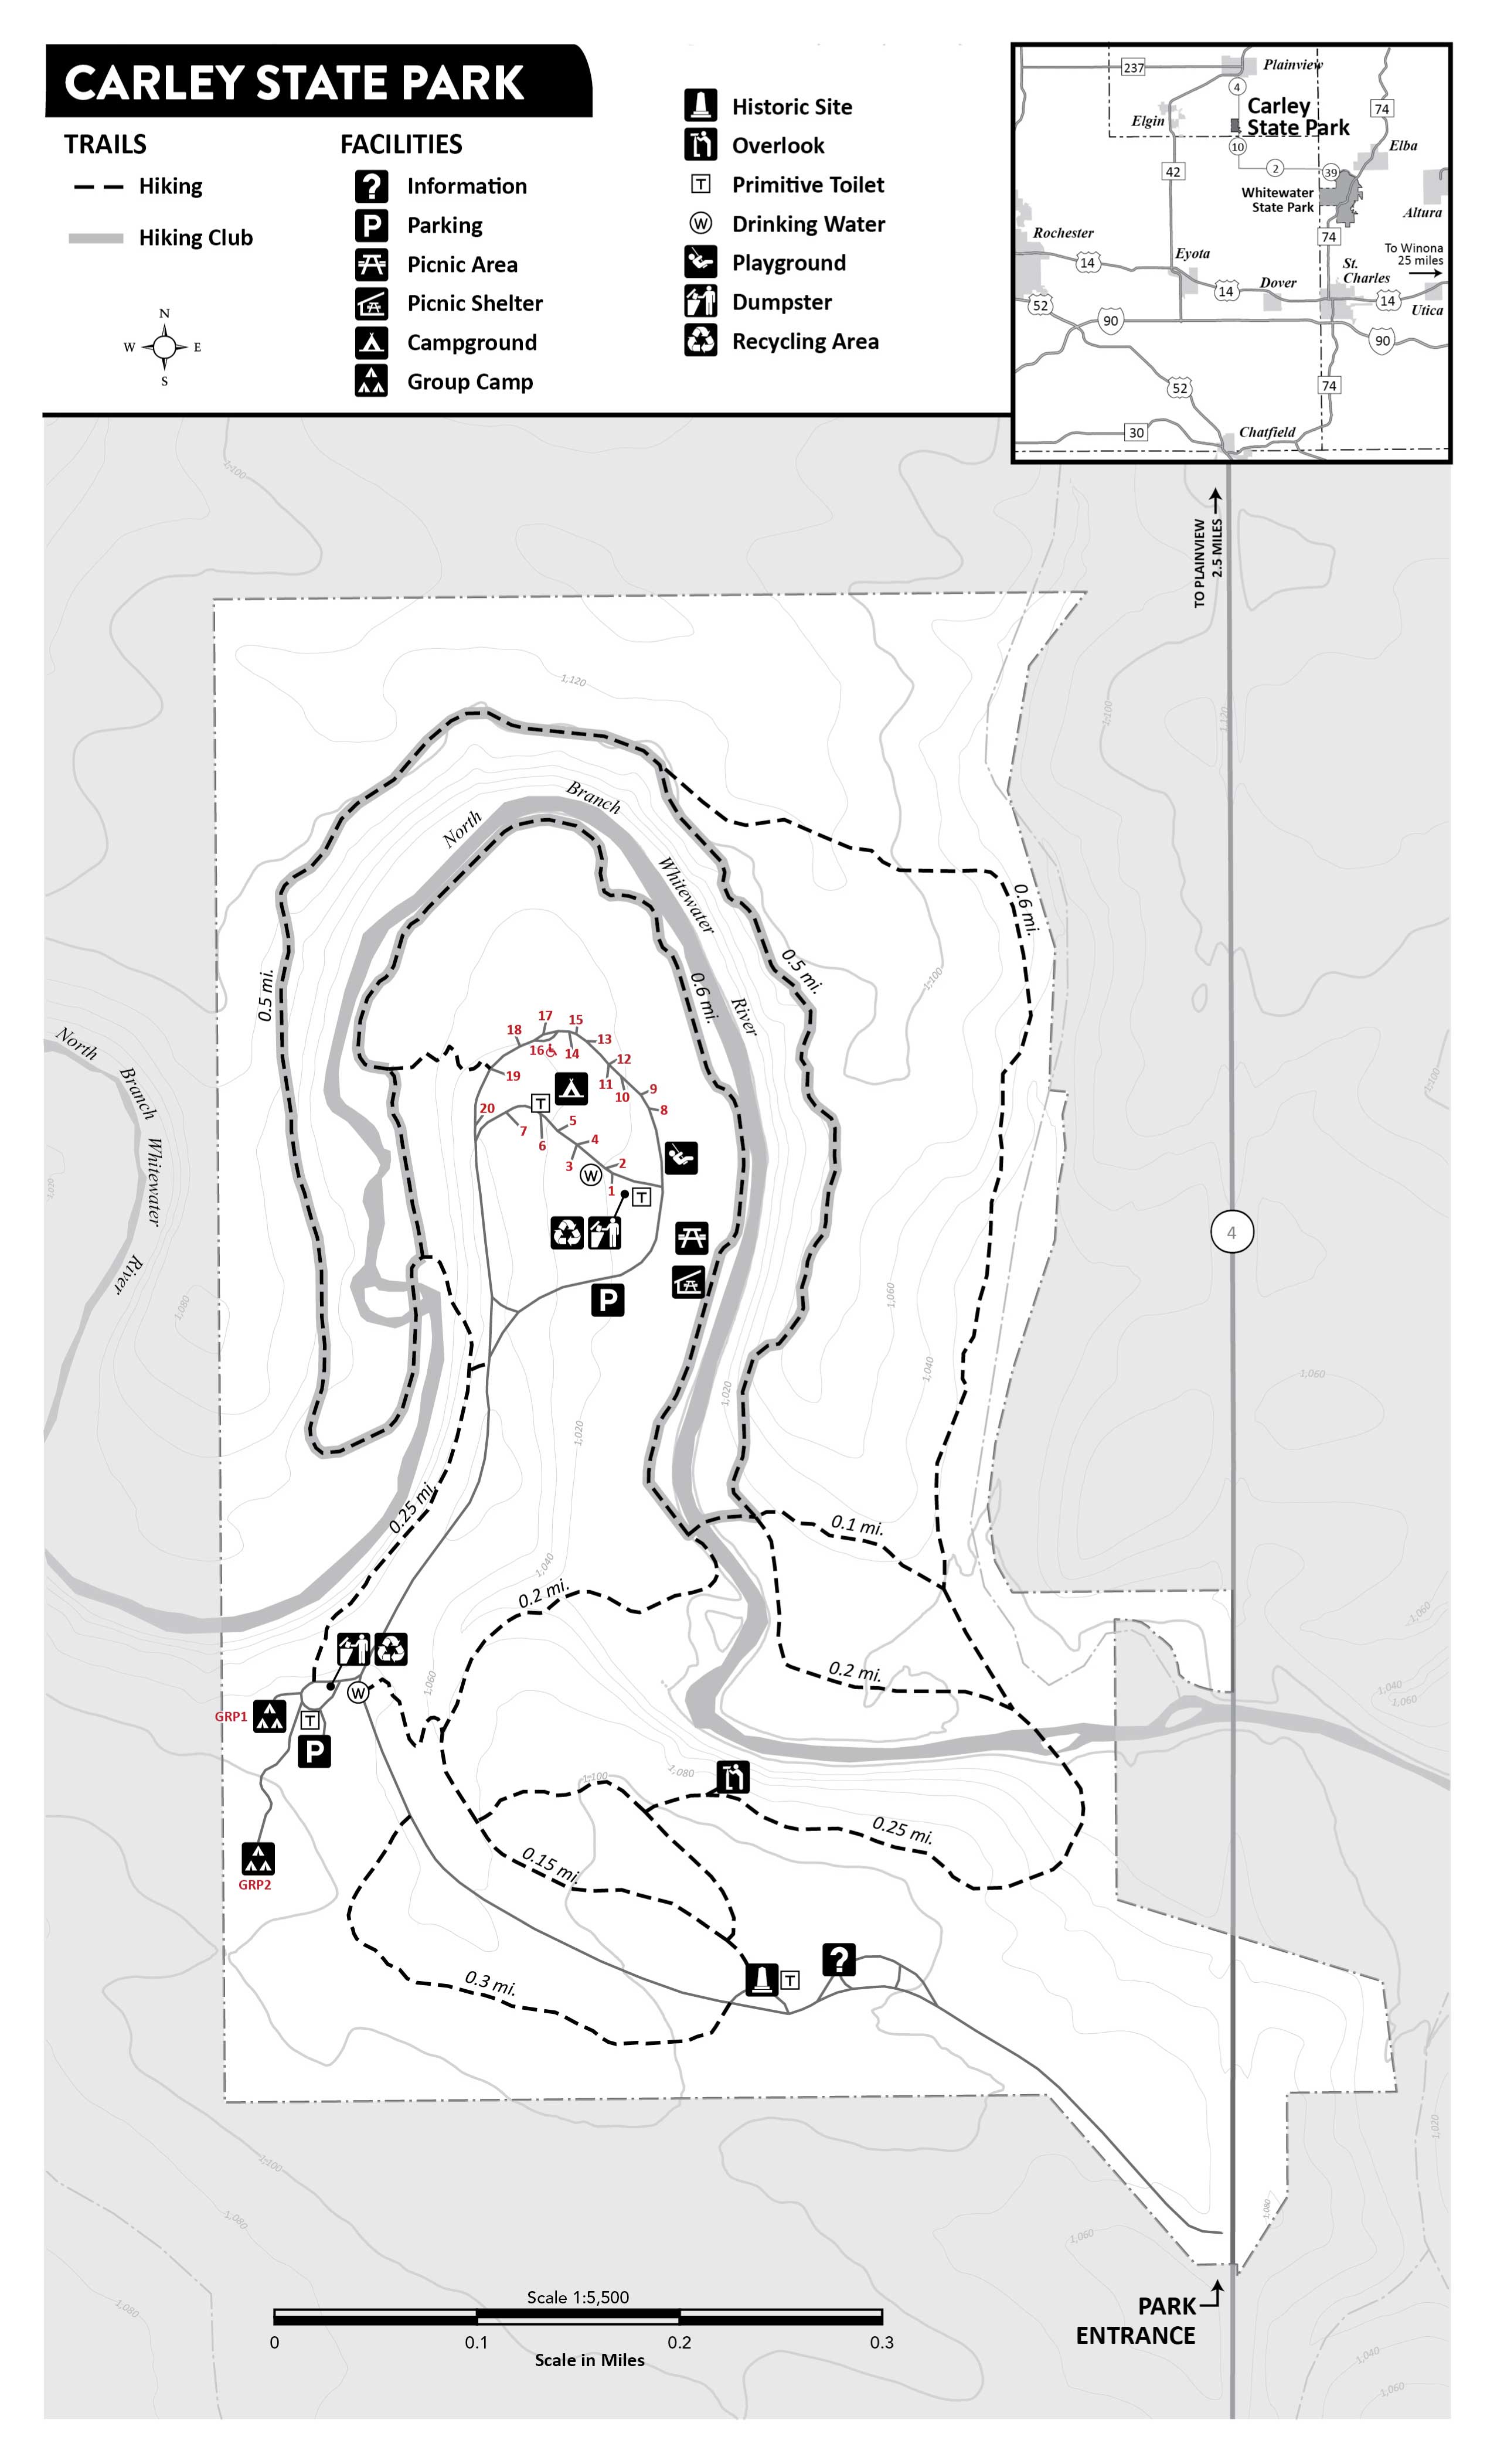 CARLEY STATE PARK
TRAILS
Hiking
Hiking Club
N
W
E
S
FACILITIES
? Information
P Parking
Picnic Area
Picnic Shelter
Campground
Group Camp
Historic Site
Overlook
T Primitive Toilet
W Drinking Water
Playground
Dumpster
Recycling Area
237
Plainview
4
Carley
State Park
74
Elgin
10
Elba
42
2
39
Whitewater
State Park
Altura
74
Rochester
To Winona
25 miles
14
Eyota
St.
Charles
14
Dover
14
Utica
52
90
90
52
74
30
Chatfield
1,100
TO PLAINVIEW
2.5 MILES
1,120
1,100
1,120
North
Branch
Whitewater
River
0.6 mi.
0.5 mi.
0.5 mi.
0.6 mi.
1,100
North
Branch
Whitewater
River
1,010
1,080
1,100
17
15
18
13
16
14
12
19
11
10
9
8
20
T
7
6
5
4
3
2
W
1
T
P
4
1,060
1,040
1,060
1,020
1,020
0.25 mi.
0.1 mi.
1,040
0.2 mi.
0.2 mi.
1,060
1,060
1,040
1,060
W
GRP1
T
P
1,100
1,080
0.25 mi.
GRP2
0.15 mi.
0.3 mi.
T
?
1,100
1,080
1,020
1,080
1,060
1,080
PARK
ENTRANCE
1,040
1,060
Scale 1:5,500
0
0.1
0.2
0.3
Scale in Miles